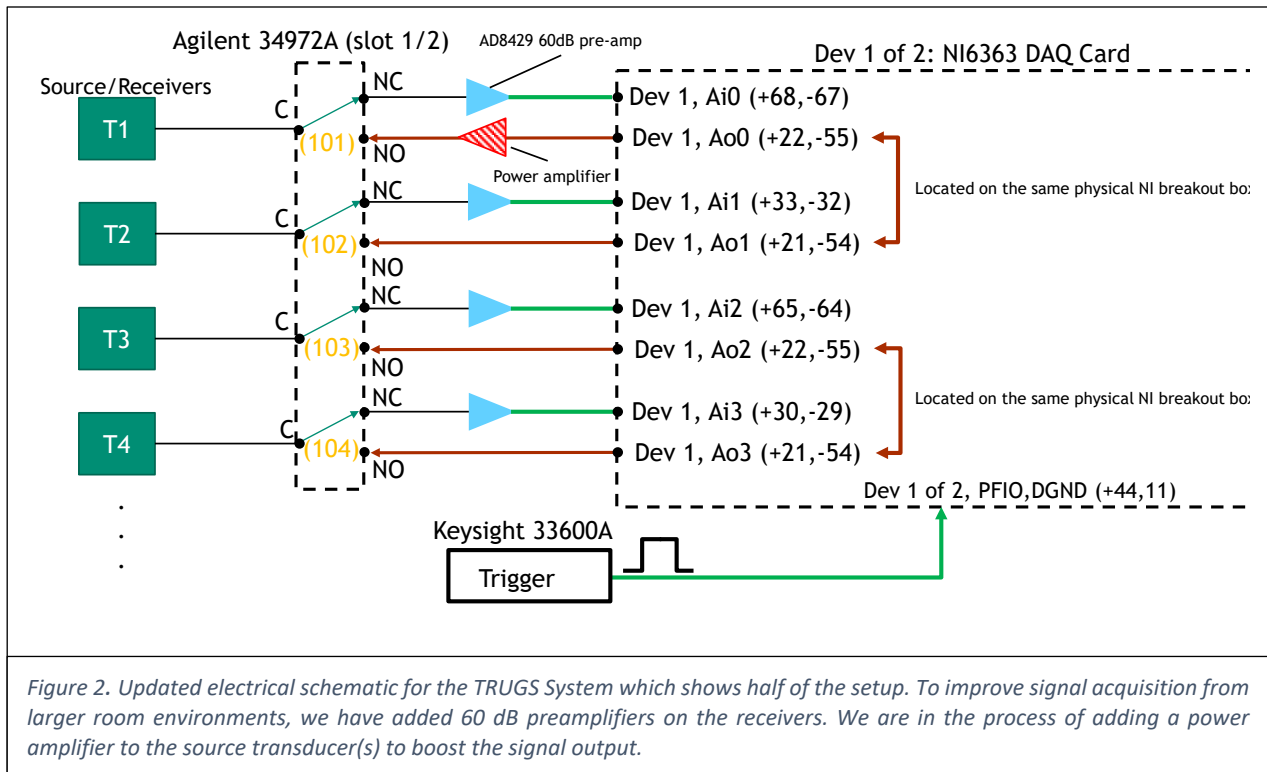 Agilent 34972A (slot 1/2)
AD8429 60dB pre-amp
Dev 1 of 2: NI6363 DAQ Card
Source/Receivers
T1
C
NC
(101)
NO
Dev 1, Ai0 (+68,-67)
Dev 1, Ao0 (+22,-55)
Power amplifier
Located on the same physical NI breakout
T2
C
NC
(102)
NO
Dev 1, Ai1 (+33,-32)
Dev 1, Ao1 (+21,-54)
T3
C
NC
(103)
NO
Dev 1, Ai2 (+65,-64)
Dev 1, Ao2 (+22,-55)
Located on the same physical NI breakout
T4
C
NC
(104)
NO
Dev 1, Ai3 (+30,-29)
Dev 1, Ao3 (+21,-54)
Dev 1 of 2, PFIO,DGND (+44,11)
.
.
.
Keysight 33600A
Trigger
Figure 2. Updated electrical schematic for the TRUGS System which shows half of the setup. To improve signal acquisition from
larger room environments, we have added 60 dB preamplifiers on the receivers. We are in the process of adding a power
amplifier to the source transducer(s) to boost the signal output.